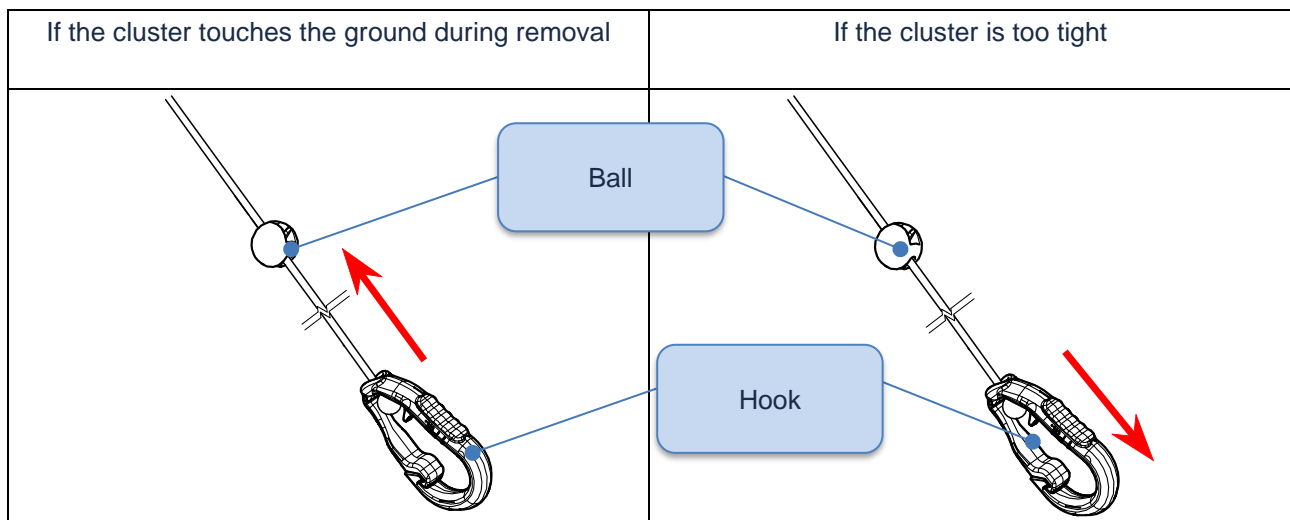 If the cluster touches the ground during removal
If the cluster is too tight
Ball
Hook